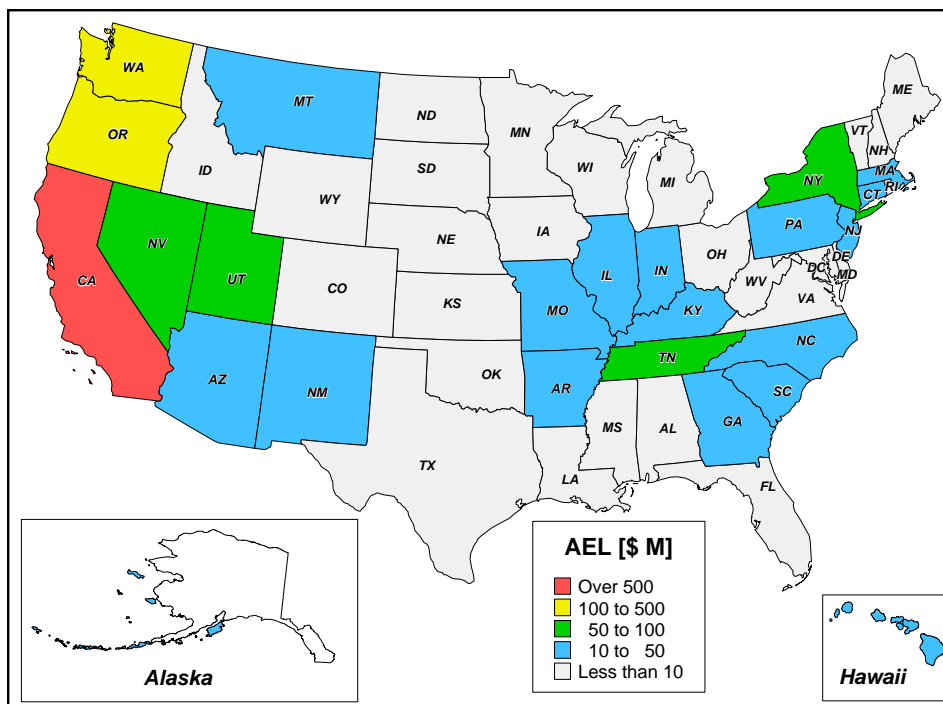 WA
MT
ND
MN
ME
VT
NH
OR
ID
SD
WI
MI
NY
MA
CT
RI
WY
NE
IA
PA
NJ
NV
UT
CO
KS
IL
IN
OH
WV
DC
DE
MD
VA
CA
MO
KY
NC
AZ
NM
OK
AR
TN
SC
GA
TX
LA
MS
AL
FL
Alaska
AEL [$ M]
Over 500
100 to 500
50 to 100
10 to 50
Less than 10
Hawaii